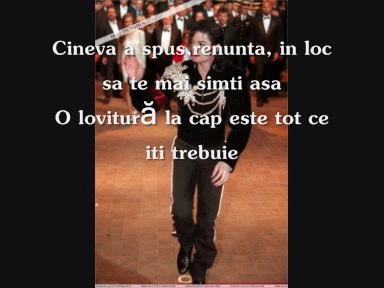 Cineva a spus renunta, in loc
sa te mai simti asa
O lovitură la cap este tot ce
iti trebuie